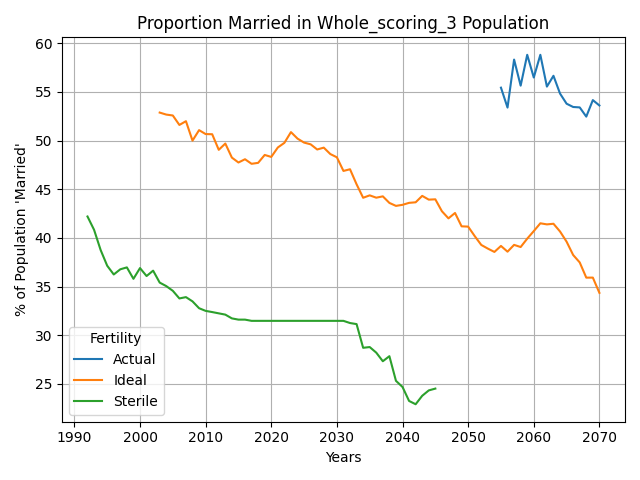 Proportion Married in Whole_scoring_3 Population
% of Population 'Married'
60
55
50
45
40
35
30
25
Fertility
Actual
Ideal
Sterile
1990 2000 2010 2020 2030 2040 2050 2060 2070
Years